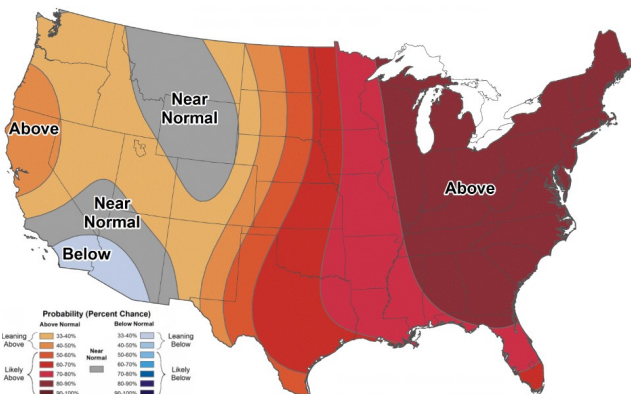 Near
Normal
Above
Above
Near
Normal
Below
Probability (Percent Chance)
Above Normal
Below Normal
Leaning
Above
33-40%
40-50%
Likely
Above
50-60%
60-70%
70-80%
80-90%
90-100%
Near
Normal
33-40%
40-50%
Leaning
Below
50-60%
60-70%
70-80%
80-90%
90-100%
Likely
Below